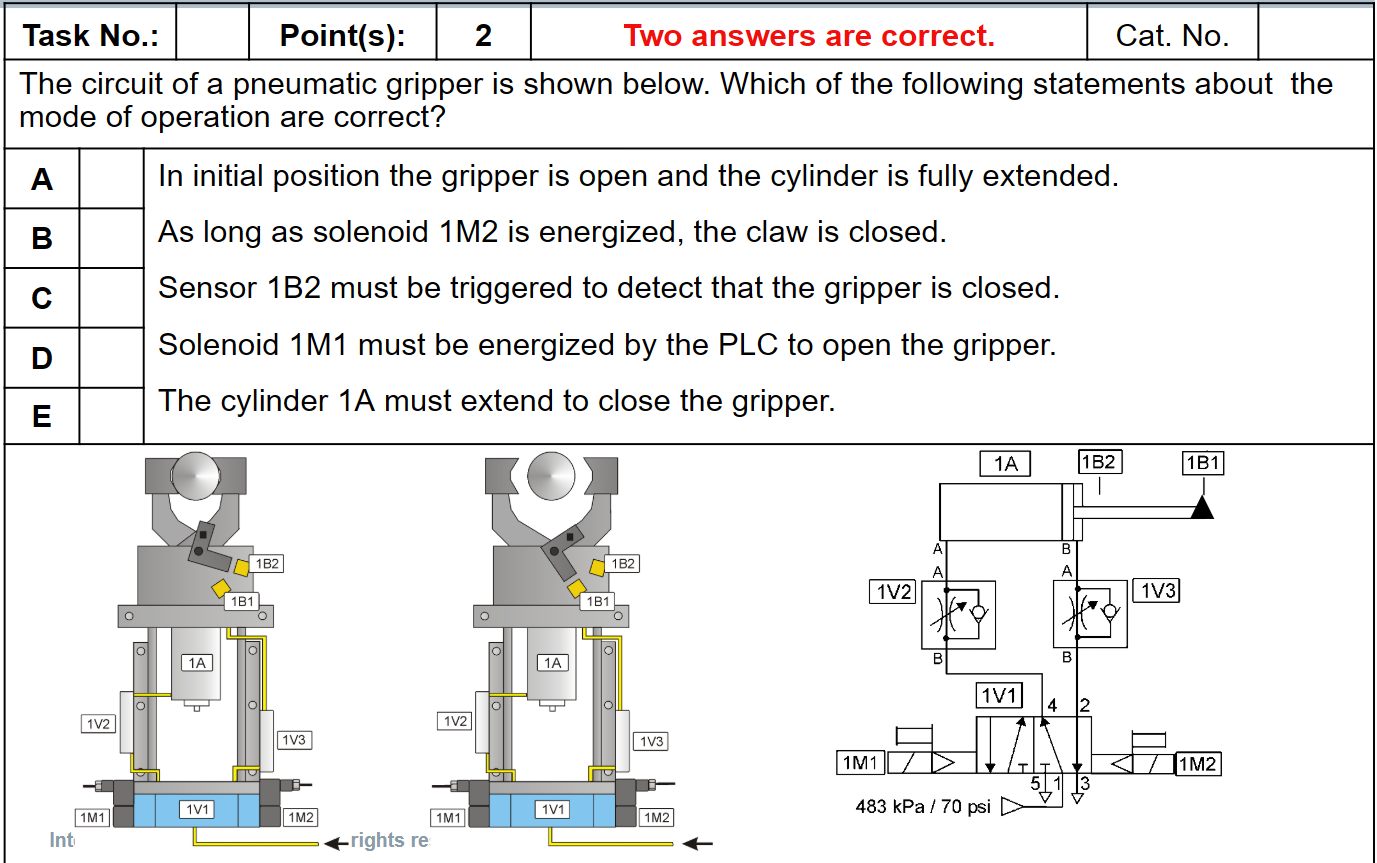 Task No.: Point(s): 2 Two answers are correct. Cat. No.
The circuit of a pneumatic gripper is shown below. Which of the following statements about the
mode of operation are correct?
A In initial position the gripper is open and the cylinder is fully extended.
B As long as solenoid 1M2 is energized, the claw is closed.
C Sensor 1B2 must be triggered to detect that the gripper is closed.
D Solenoid 1M1 must be energized by the PLC to open the gripper.
E The cylinder 1A must extend to close the gripper.
1B2
1B1
1A
1V2
1V3
1M1 1V1 1M2
1B2
1B1
1A
1V2
1V3
1M1 1V1 1M2
Int rights re
1A 1B2 1B1
A B
A A
1V2 1V3
B B
1V1 4 2
1M1 1M2
5 1 3
483 kPa / 70 psi